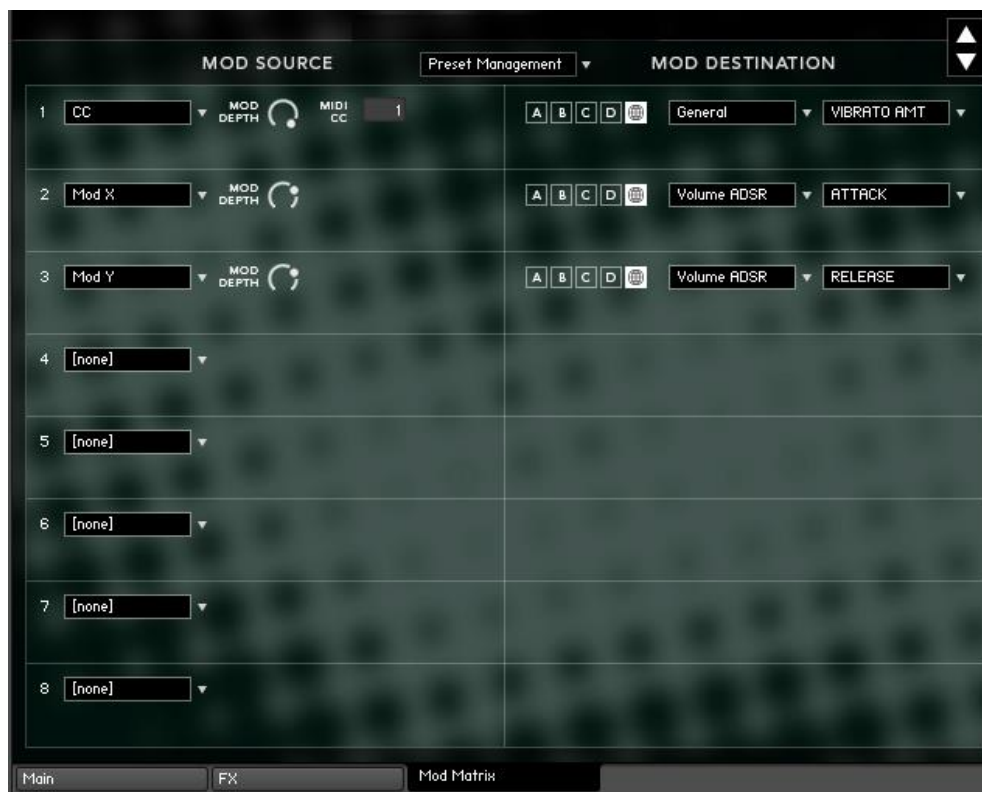 MOD SOURCE Preset Management MOD DESTINATION
1 CC MOD DEPTH MIDI CC 1 A B C D General VIBRATO AMT
2 Mod X MOD DEPTH A B C D Volume ADSR ATTACK
3 Mod Y MOD DEPTH A B C D Volume ADSR RELEASE
4 [none]
5 [none]
6 [none]
7 [none]
8 [none]
Main FX Mod Matrix